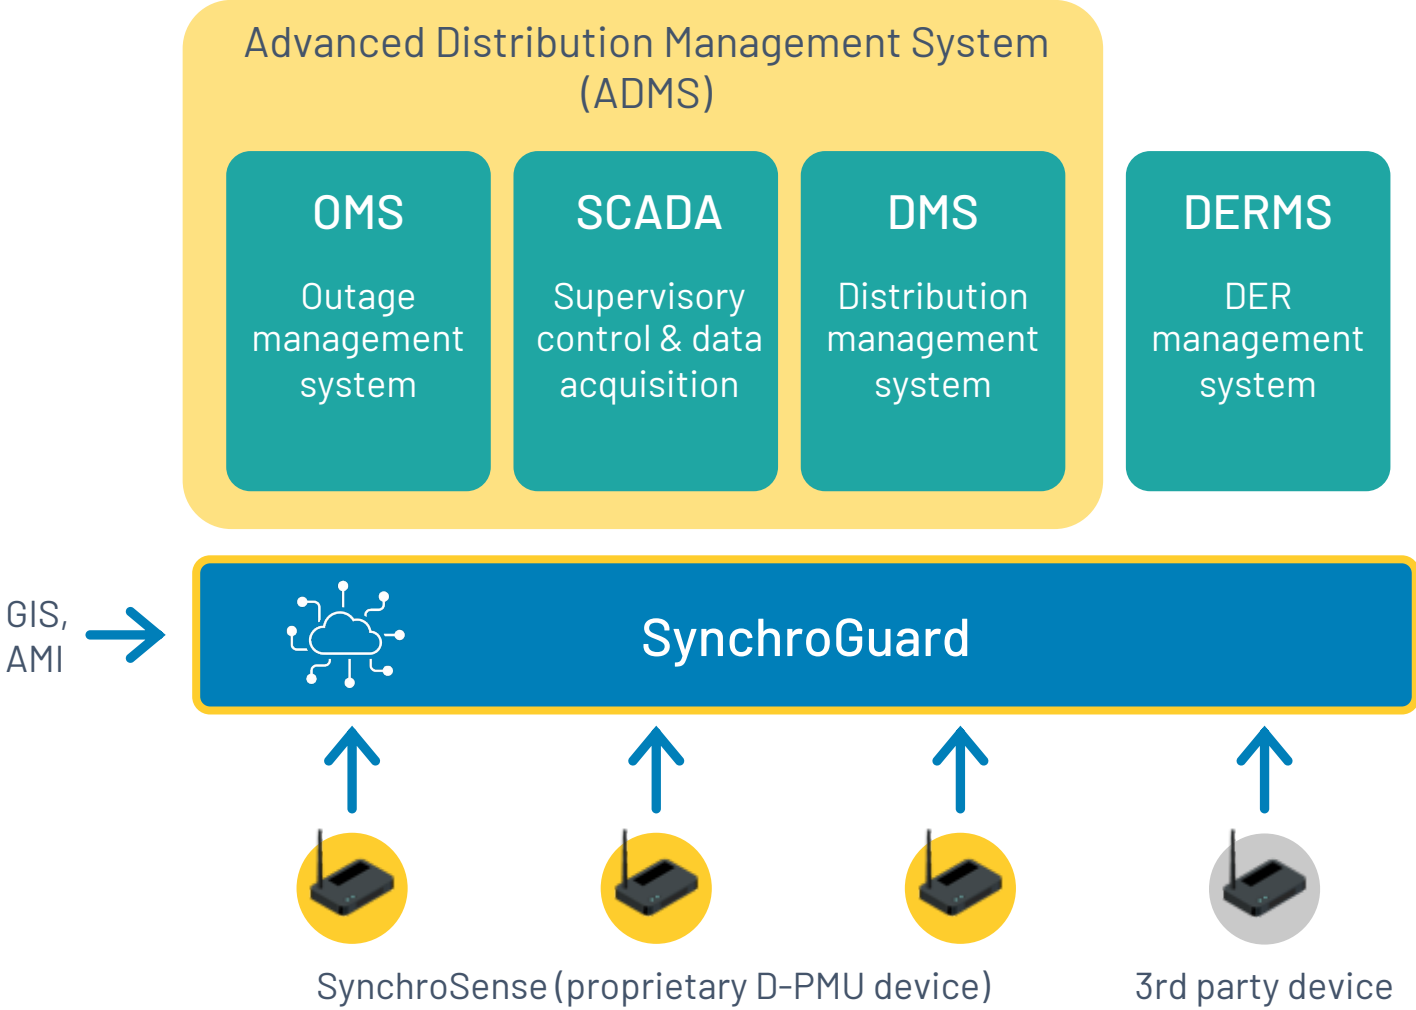 Advanced Distribution Management System
(ADMS)
OMS
Outage
management
system
SCADA
Supervisory
control & data
acquisition
DMS
Distribution
management
system
DERMS
DER
management
system
GIS,
AMI
SynchroGuard
SynchroSense (proprietary D-PMU device)
3rd party device